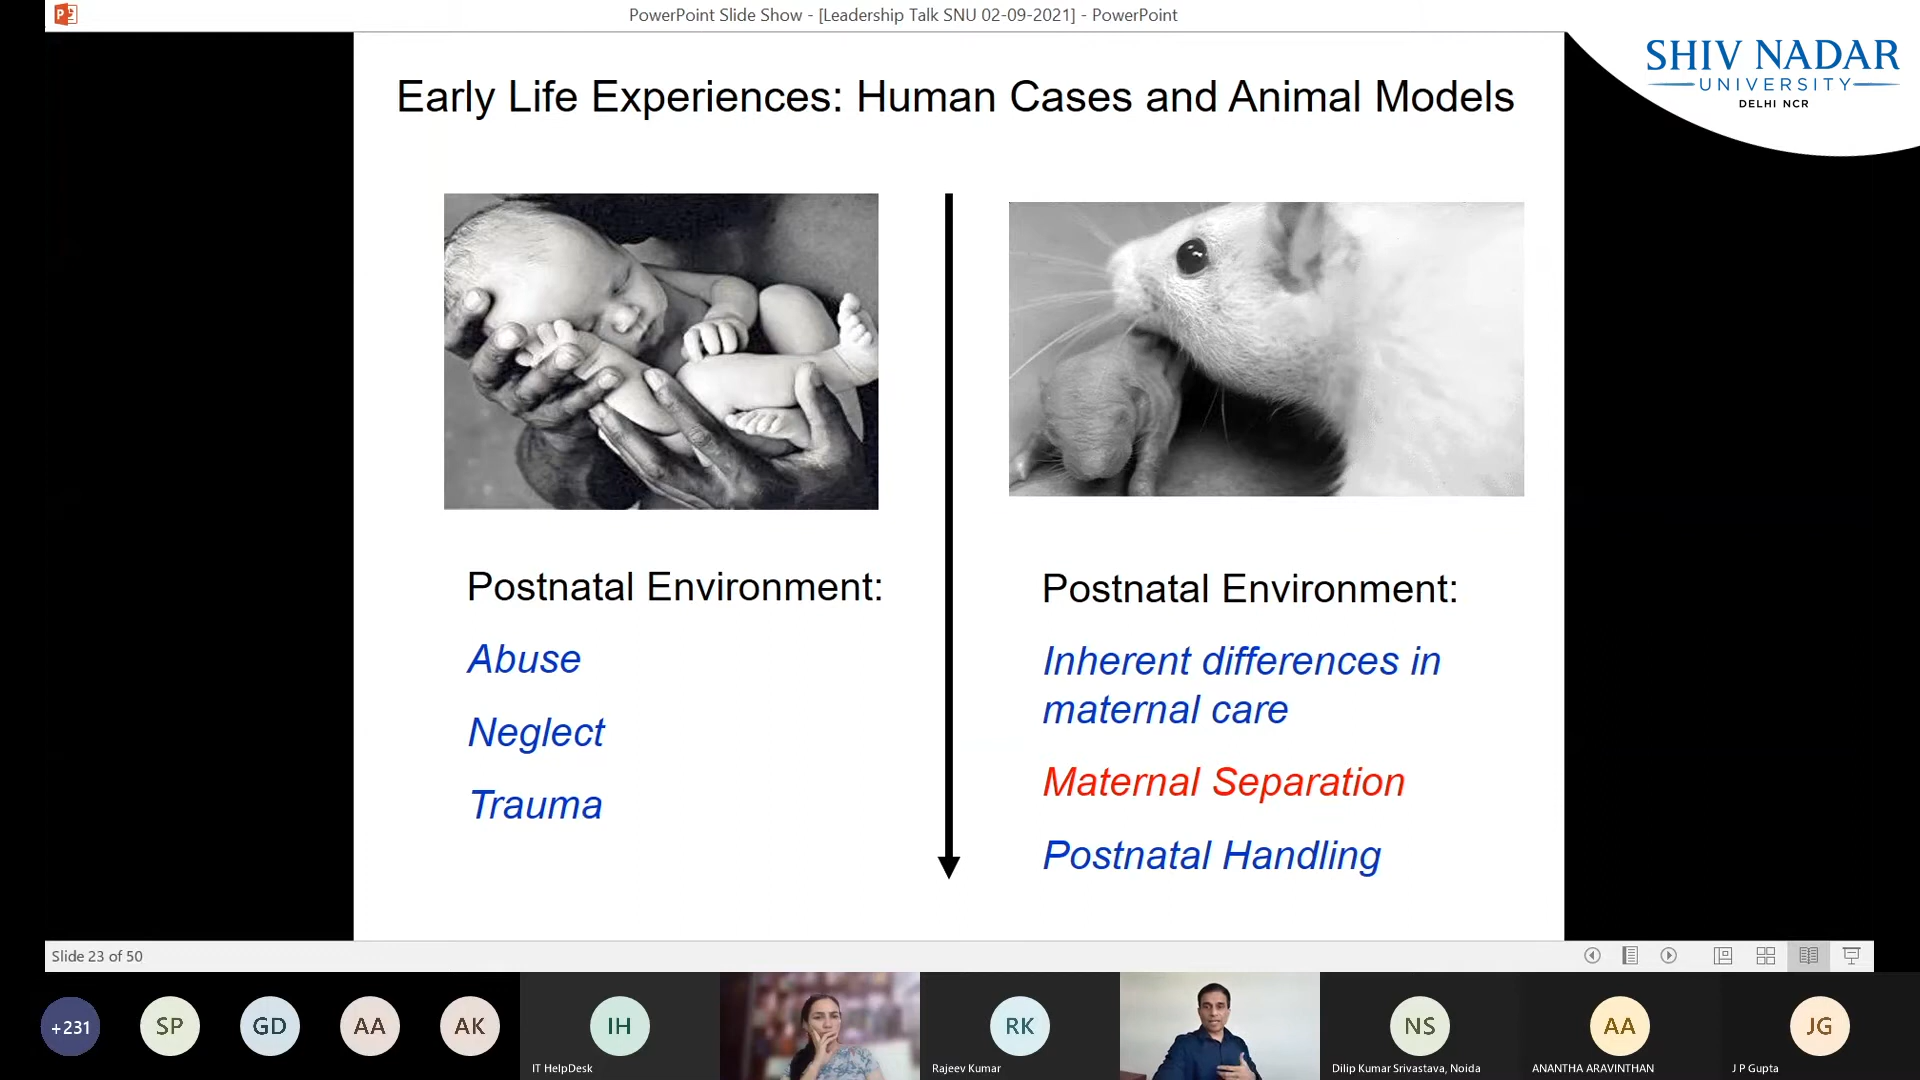 PowerPoint Slide Show - [Leadership Talk SNU 02-09-2021] - PowerPoint
SHIV NADAR
UNIVERSITY
DELHI NCR
Early Life Experiences: Human Cases and Animal Models
Postnatal Environment:
Abuse
Neglect
Trauma
Postnatal Environment:
Inherent differences in
maternal care
Maternal Separation
Postnatal Handling
Slide 23 of 50
+231
SP
GD
AA
AK
IH
IT HelpDesk
RK
Rajeev Kumar
NS
Dilip Kumar Srivastava, Noida
AA
ANANTHA ARAVINTHAN
JG
J P Gupta